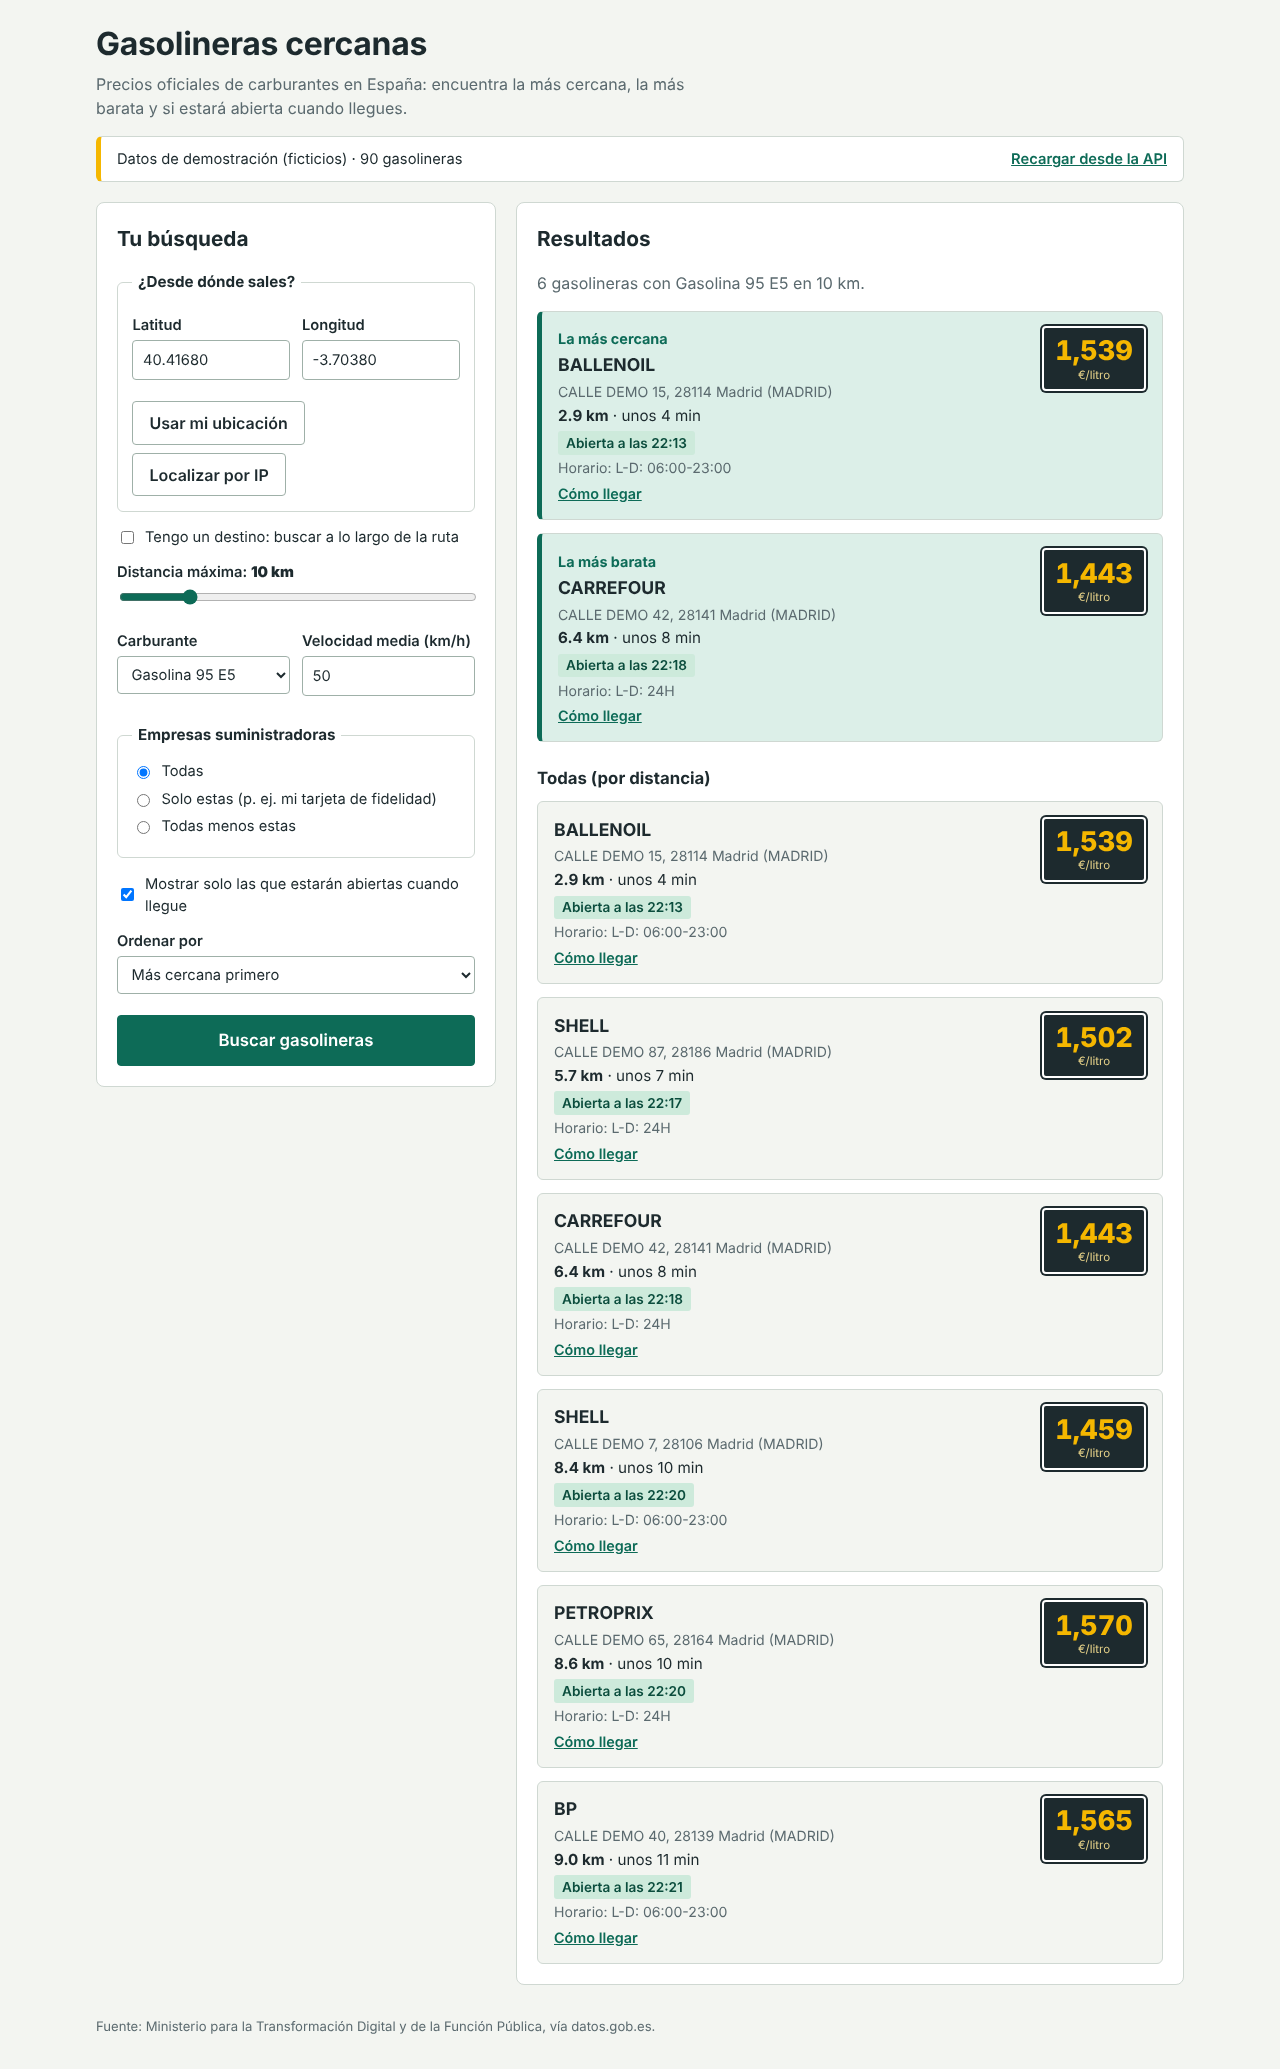 Gasolineras cercanas
Precios oficiales de carburantes en España: encuentra la más cercana, la más
barata y si estará abierta cuando llegues.
Datos de demostración (ficticios) · 90 gasolineras
Recargar desde la API
Tu búsqueda
¿Desde dónde sales?
Latitud
Longitud
40.41680
-3.70380
Usar mi ubicación
Localizar por IP
Tengo un destino: buscar a lo largo de la ruta
Distancia máxima: 10 km
Carburante
Velocidad media (km/h)
Gasolina 95 E5
50
Empresas suministradoras
Todas
Solo estas (p. ej. mi tarjeta de fidelidad)
Todas menos estas
Mostrar solo las que estarán abiertas cuando
llegue
Ordenar por
Más cercana primero
Buscar gasolineras
Resultados
6 gasolineras con Gasolina 95 E5 en 10 km.
La más cercana
BALLENOIL
CALLE DEMO 15, 28114 Madrid (MADRID)
2.9 km · unos 4 min
Abierta a las 22:13
Horario: L-D: 06:00-23:00
Cómo llegar
1,539
€/litro
La más barata
CARREFOUR
CALLE DEMO 42, 28141 Madrid (MADRID)
6.4 km · unos 8 min
Abierta a las 22:18
Horario: L-D: 24H
Cómo llegar
1,443
€/litro
Todas (por distancia)
BALLENOIL
CALLE DEMO 15, 28114 Madrid (MADRID)
2.9 km · unos 4 min
Abierta a las 22:13
Horario: L-D: 06:00-23:00
Cómo llegar
1,539
€/litro
SHELL
CALLE DEMO 87, 28186 Madrid (MADRID)
5.7 km · unos 7 min
Abierta a las 22:17
Horario: L-D: 24H
Cómo llegar
1,502
€/litro
CARREFOUR
CALLE DEMO 42, 28141 Madrid (MADRID)
6.4 km · unos 8 min
Abierta a las 22:18
Horario: L-D: 24H
Cómo llegar
1,443
€/litro
SHELL
CALLE DEMO 7, 28106 Madrid (MADRID)
8.4 km · unos 10 min
Abierta a las 22:20
Horario: L-D: 06:00-23:00
Cómo llegar
1,459
€/litro
PETROPRIX
CALLE DEMO 65, 28164 Madrid (MADRID)
8.6 km · unos 10 min
Abierta a las 22:20
Horario: L-D: 24H
Cómo llegar
1,570
€/litro
BP
CALLE DEMO 40, 28139 Madrid (MADRID)
9.0 km · unos 11 min
Abierta a las 22:21
Horario: L-D: 06:00-23:00
Cómo llegar
1,565
€/litro
Fuente: Ministerio para la Transformación Digital y de la Función Pública, vía datos.gob.es.